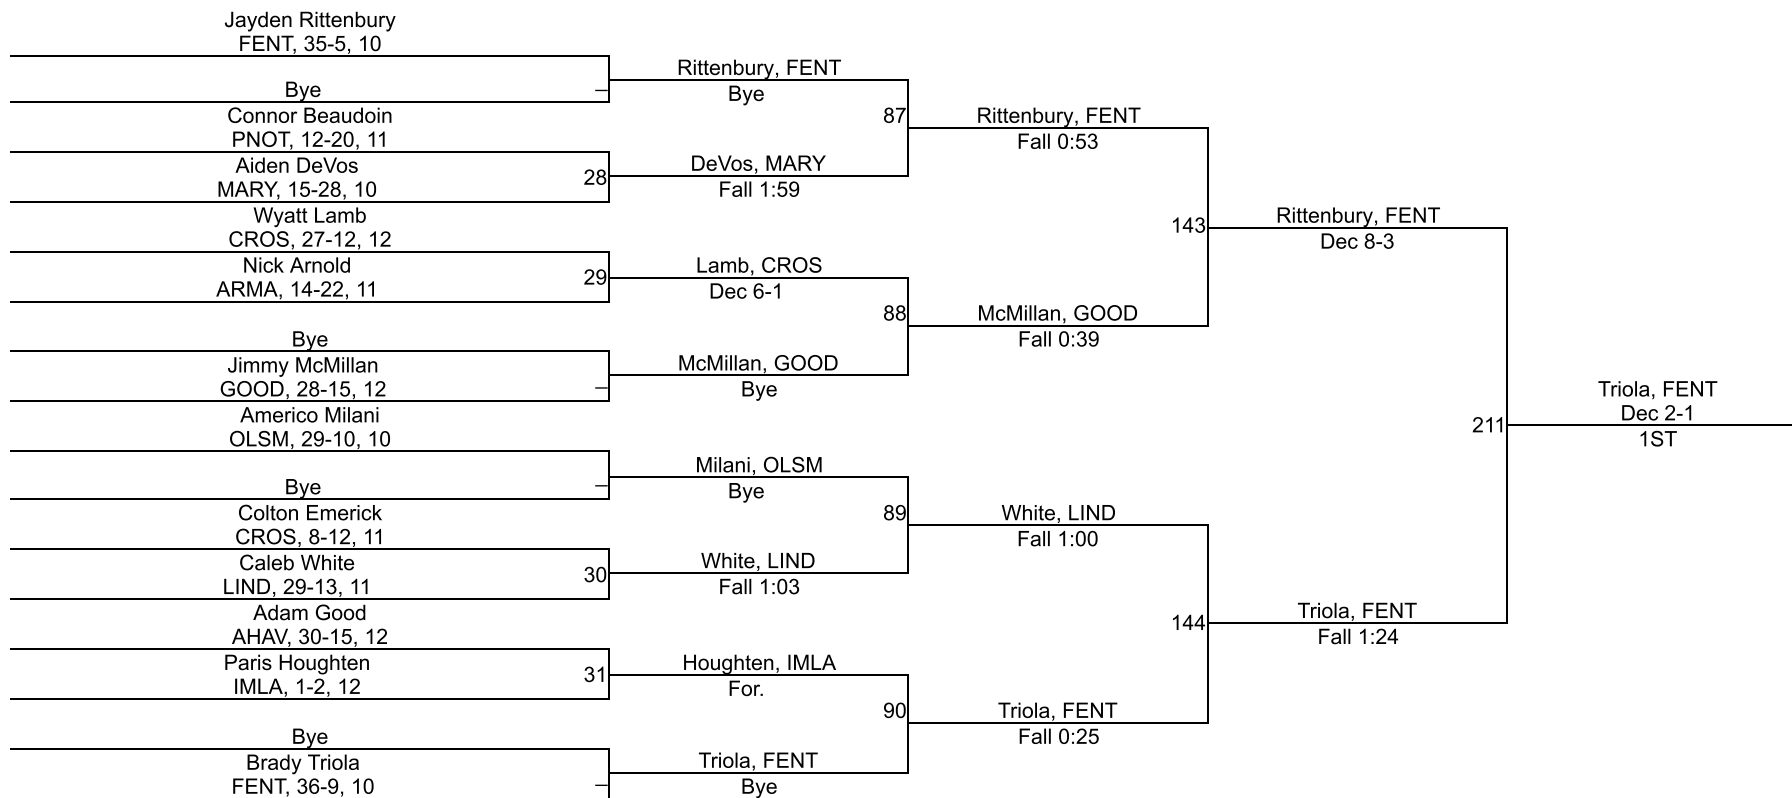 Jayden Rittenbury
FENT, 35-5, 10
Bye
–
Connor Beaudoin
PNOT, 12-20, 11
Aiden DeVos
MARY, 15-28, 10
28
Wyatt Lamb
CROS, 27-12, 12
Nick Arnold
ARMA, 14-22, 11
29
Bye
Jimmy McMillan
GOOD, 28-15, 12
–
Americo Milani
OLSM, 29-10, 10
Bye
–
Colton Emerick
CROS, 8-12, 11
Caleb White
LIND, 29-13, 11
30
Adam Good
AHAV, 30-15, 12
Paris Houghten
IMLA, 1-2, 12
31
Bye
Brady Triola
FENT, 36-9, 10
–
Rittenbury, FENT
Bye
87
DeVos, MARY
Fall 1:59
Lamb, CROS
Dec 6-1
88
McMillan, GOOD
Bye
Milani, OLSM
Bye
89
White, LIND
Fall 1:03
Houghten, IMLA
For.
90
Triola, FENT
Bye
Rittenbury, FENT
Fall 0:53
143
McMillan, GOOD
Fall 0:39
White, LIND
Fall 1:00
144
Triola, FENT
Fall 0:25
Rittenbury, FENT
Dec 8-3
211
Triola, FENT
Fall 1:24
Triola, FENT
Dec 2-1
1ST